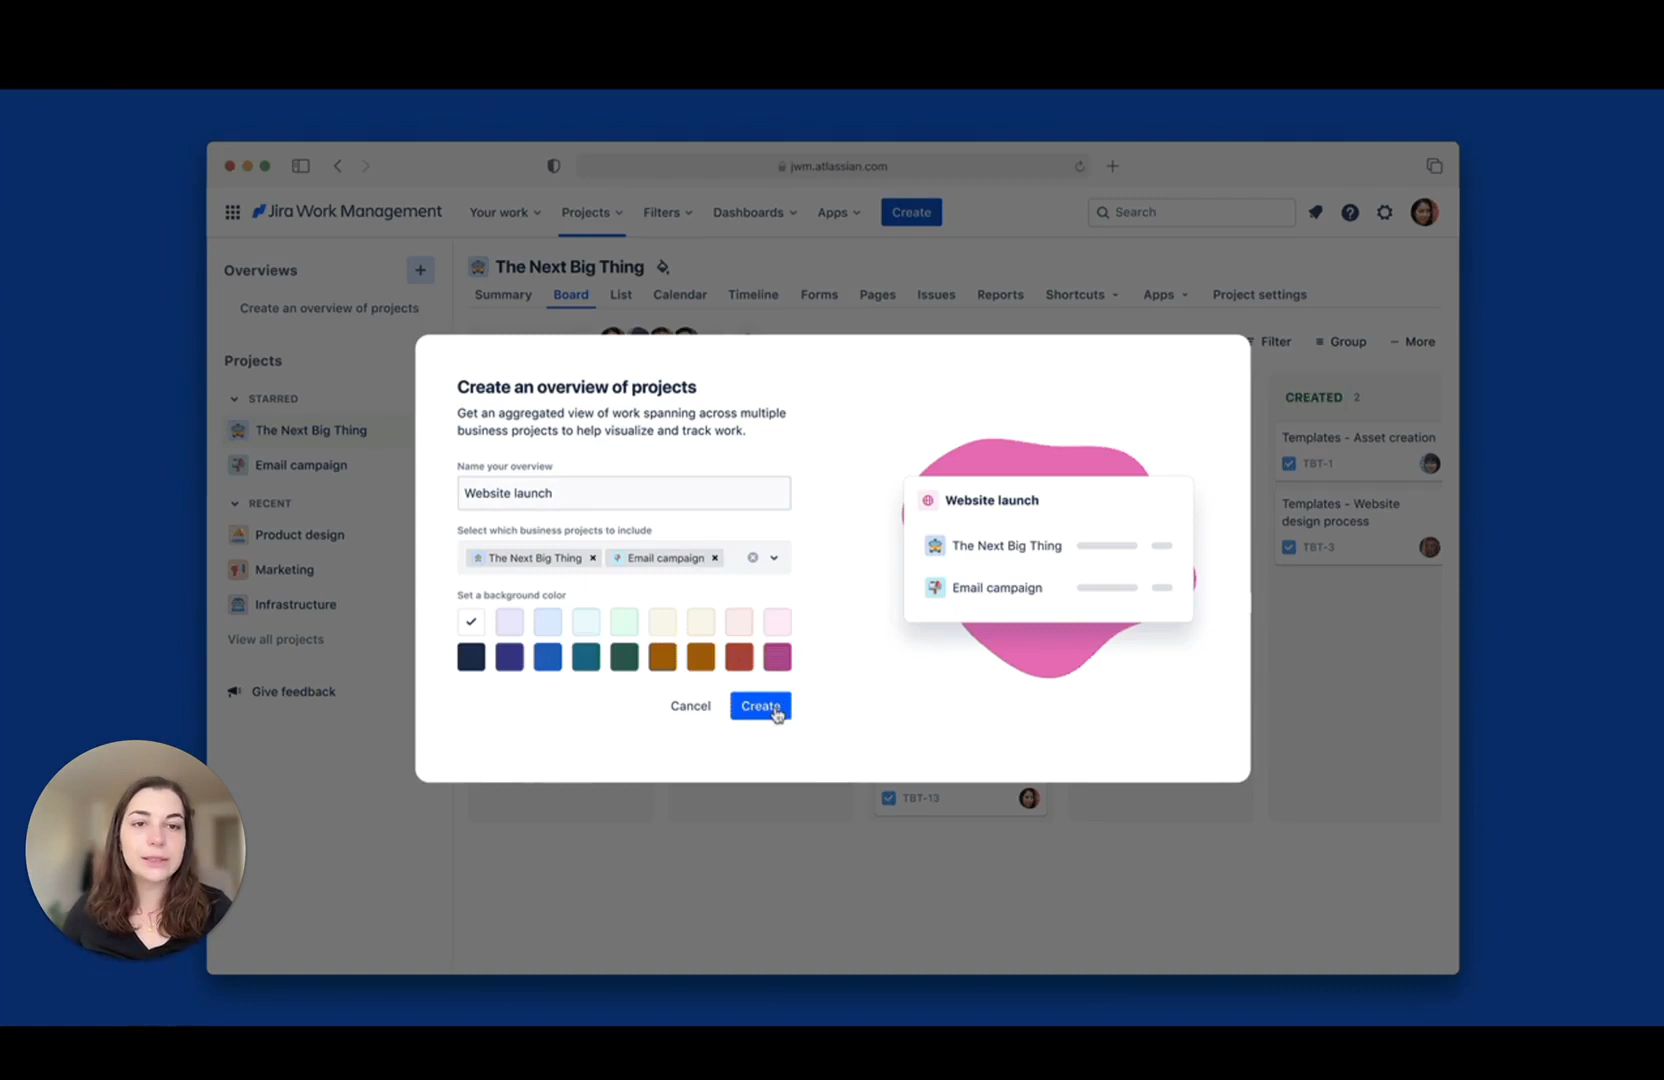 jwm.atlassian.com
Jira Work Management
Your work
Projects
Filters
Dashboards
Apps
Create
Search
Overviews
Create an overview of projects
Projects
STARRED
The Next Big Thing
Email campaign
RECENT
Product design
Marketing
Infrastructure
View all projects
Give feedback
The Next Big Thing
Summary
Board
List
Calendar
Timeline
Forms
Pages
Issues
Reports
Shortcuts
Apps
Project settings
Filter
Group
More
Create an overview of projects
Get an aggregated view of work spanning across multiple
business projects to help visualize and track work.
Name your overview
Website launch
Select which business projects to include
The Next Big Thing
Email campaign
Set a background color
Cancel
Create
Website launch
The Next Big Thing
Email campaign
CREATED 2
Templates - Asset creation
TBT-1
Templates - Website
design process
TBT-3
TBT-13